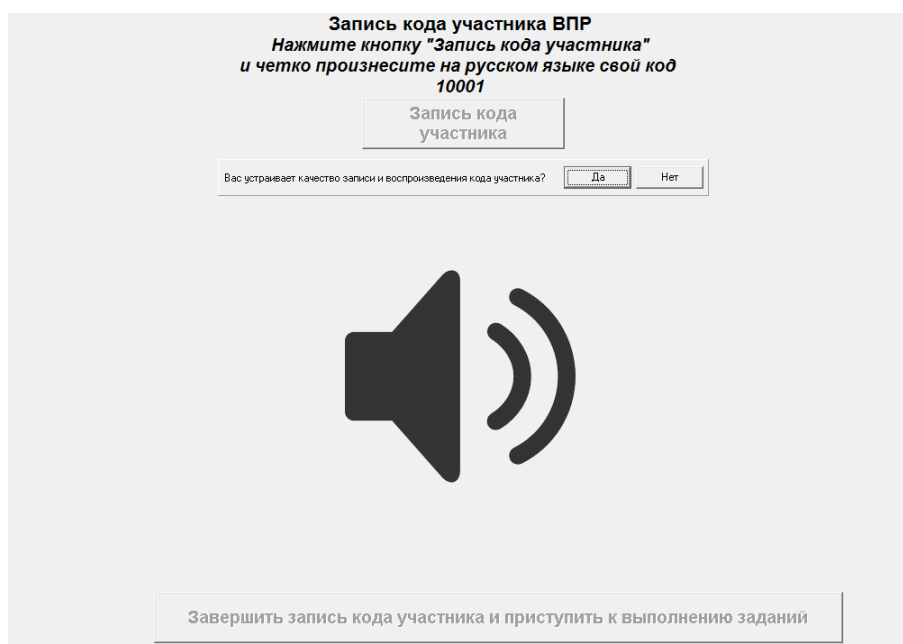 Запись кода участника ВПР
Нажмите кнопку "Запись кода участника"
и четко произнесите на русском языке свой код
10001
Запись кода
участника
Вас устраивает качество записи и воспроизведения кода участника? Да Нет
Завершить запись кода участника и приступить к выполнению заданий